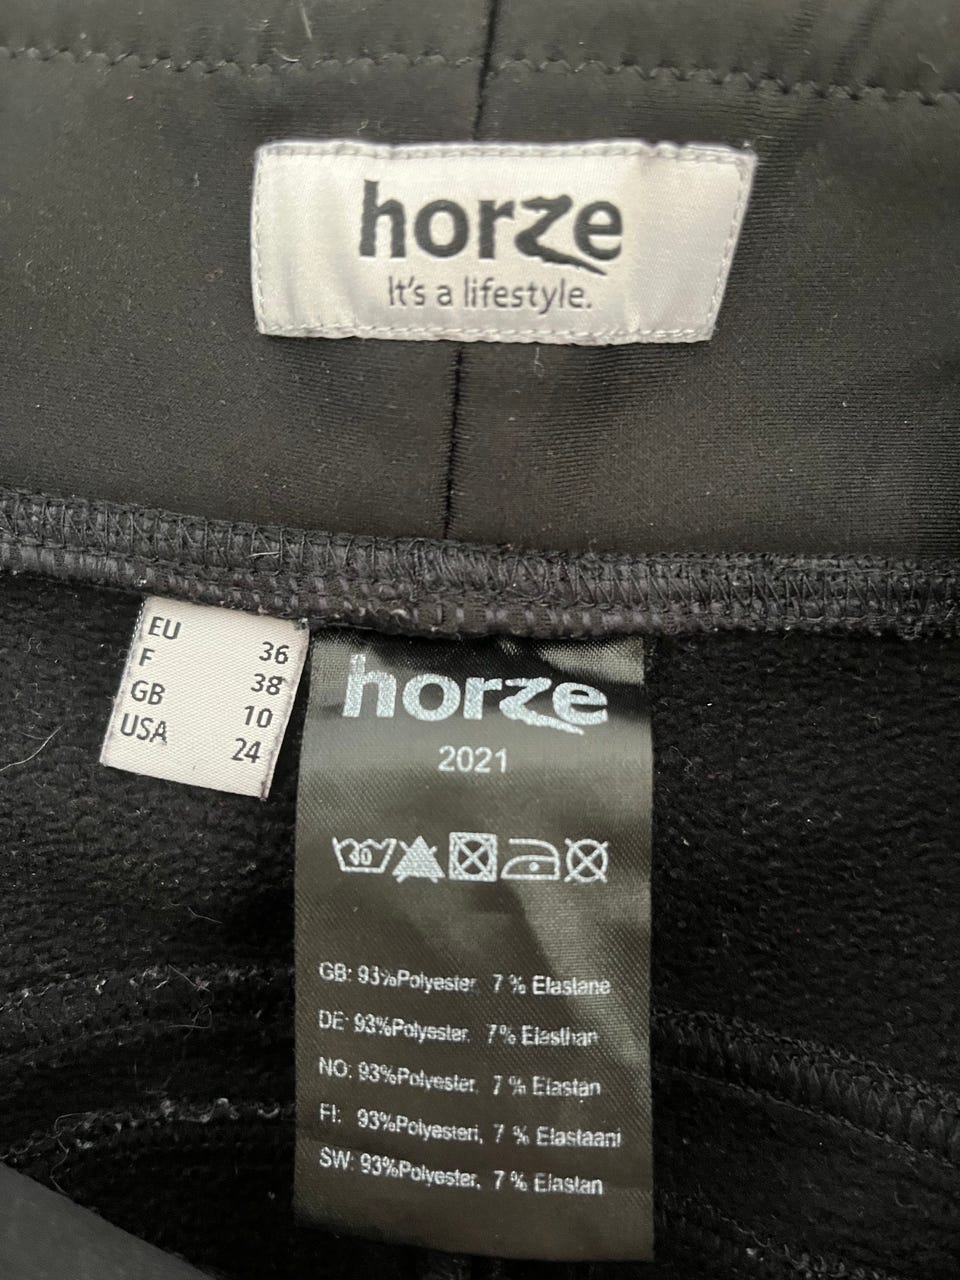 horze
It's a lifestyle.
EU 36
F 38
GB 10
USA 24
horze
2021
GB: 93%Polyester, 7 % Elastane
DE: 93%Polyester, 7% Elasthan
NO: 93%Polyester, 7 % Elastan
FI: 93%Polyesteri, 7 % Elastaani
SW: 93%Polyester, 7 % Elastan